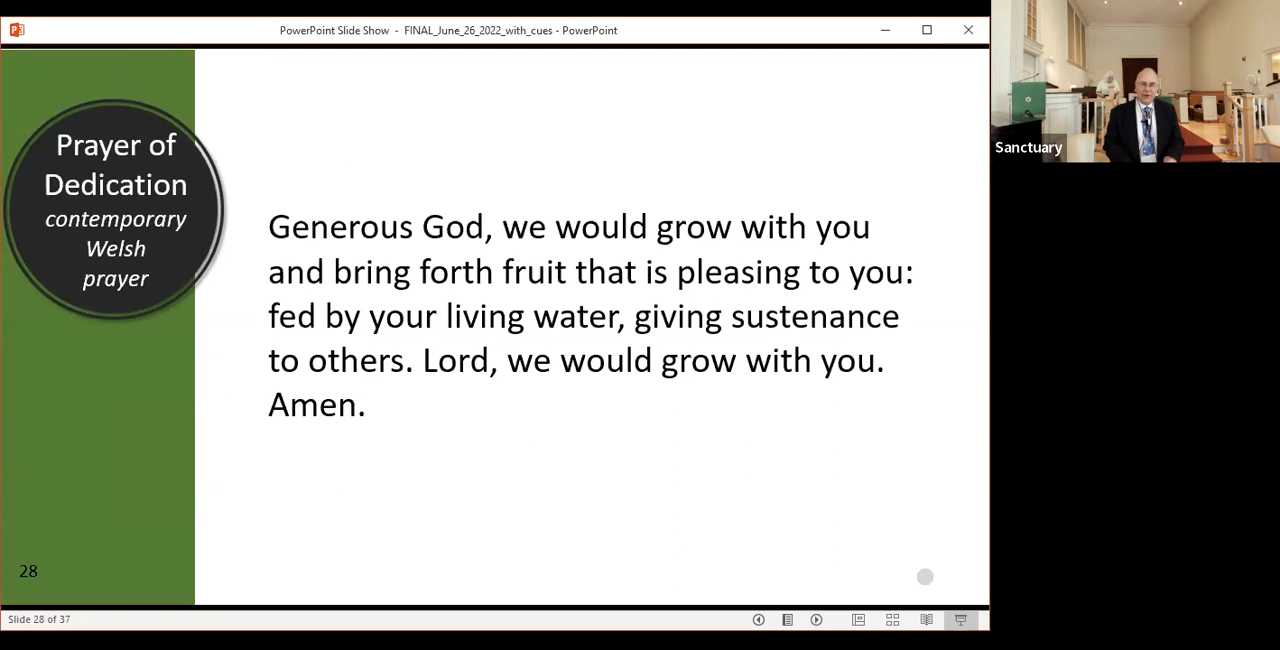 PowerPoint Slide Show - FINAL_June_26_2022_with_cues - PowerPoint
Prayer of
Dedication
contemporary
Welsh
prayer
Generous God, we would grow with you
and bring forth fruit that is pleasing to you:
fed by your living water, giving sustenance
to others. Lord, we would grow with you.
Amen.
28
Slide 28 of 37
Sanctuary